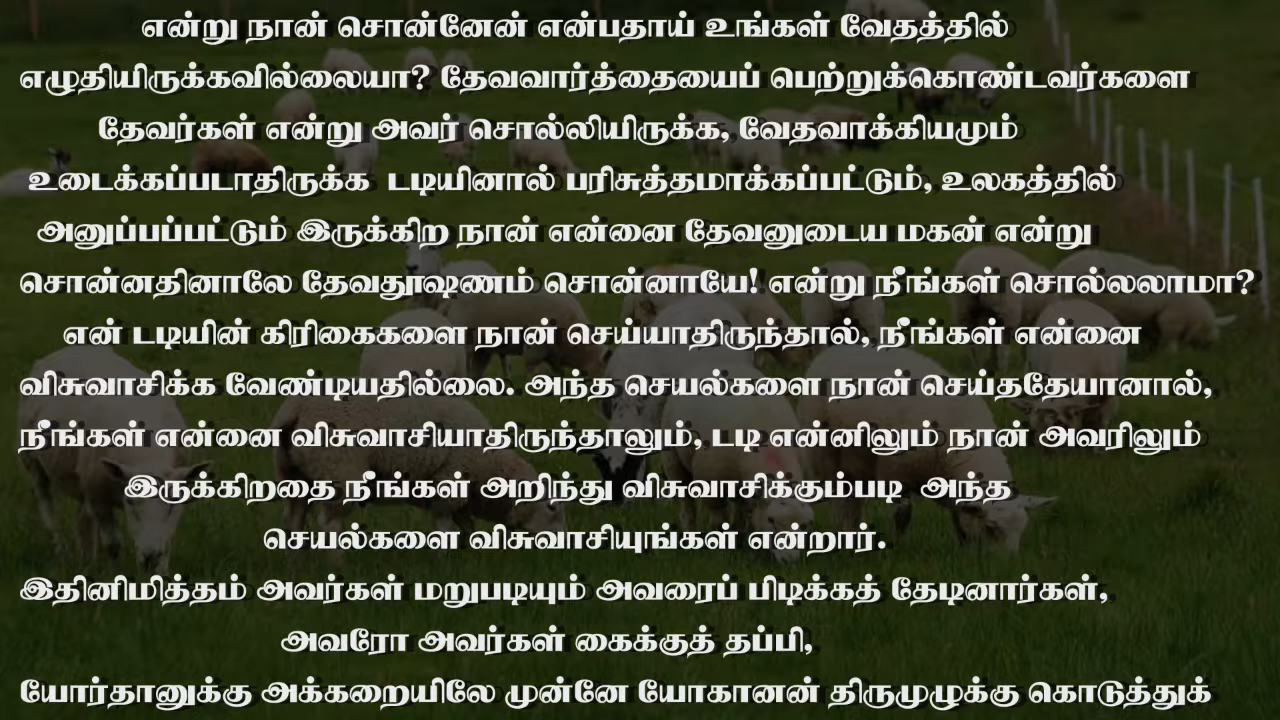 என்று நான் சொன்னேன் என்பதாய் உங்கள் வேதத்தில்
எழுதியிருக்கவில்லையா? தேவவார்த்தையைப் பெற்றுக்கொண்டவர்களை
தேவர்கள் என்று அவர் சொல்லியிருக்க, வேதவாக்கியமும்
உடைக்கப்படாதிருக்க டடியினால் பரிசுத்தமாக்கப்பட்டும், உலகத்தில்
அனுப்பப்பட்டும் இருக்கிற நான் என்னை தேவனுடைய மகன் என்று
சொன்னதினாலே தேவதூஷணம் சொன்னாயே! என்று நீங்கள் சொல்லலாமா?
என் டடியின் கிரிகைகளை நான் செய்யாதிருந்தால், நீங்கள் என்னை
விசுவாசிக்க வேண்டியதில்லை. அந்த செயல்களை நான் செய்ததேயானால்,
நீங்கள் என்னை விசுவாசியாதிருந்தாலும், டடி என்னிலும் நான் அவரிலும்
இருக்கிறதை நீங்கள் அறிந்து விசுவாசிக்கும்படி அந்த
செயல்களை விசுவாசியுங்கள் என்றார்.
இதினிமித்தம் அவர்கள் மறுபடியும் அவரைப் பிடிக்கத் தேடினார்கள்,
அவரோ அவர்கள் கைக்குத் தப்பி,
யோர்தானுக்கு அக்கறையிலே முன்னே யோகானன் திருமுழுக்கு கொடுத்துக்